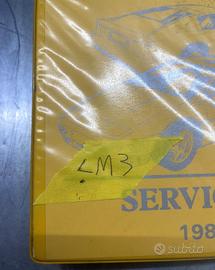 LM3
SERVIC
198
subito